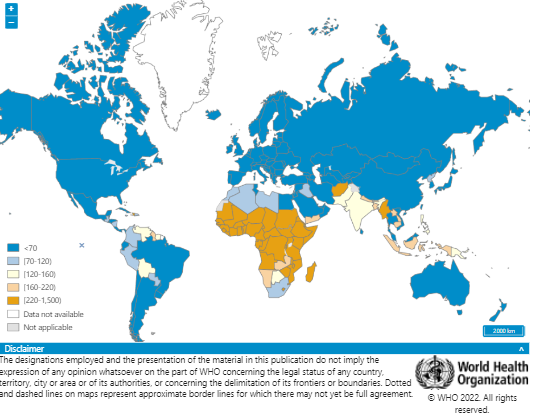 +
−
<70
[70-120)
[120-160)
[160-220)
[220-1,500)
Data not available
Not applicable
2000 km
Disclaimer
The designations employed and the presentation of the material in this publication do not imply the
expression of any opinion whatsoever on the part of WHO concerning the legal status of any country,
territory, city or area or of its authorities, or concerning the delimitation of its frontiers or boundaries. Dotted
and dashed lines on maps represent approximate border lines for which there may not yet be full agreement.
World Health
Organization
© WHO 2022. All rights
reserved.